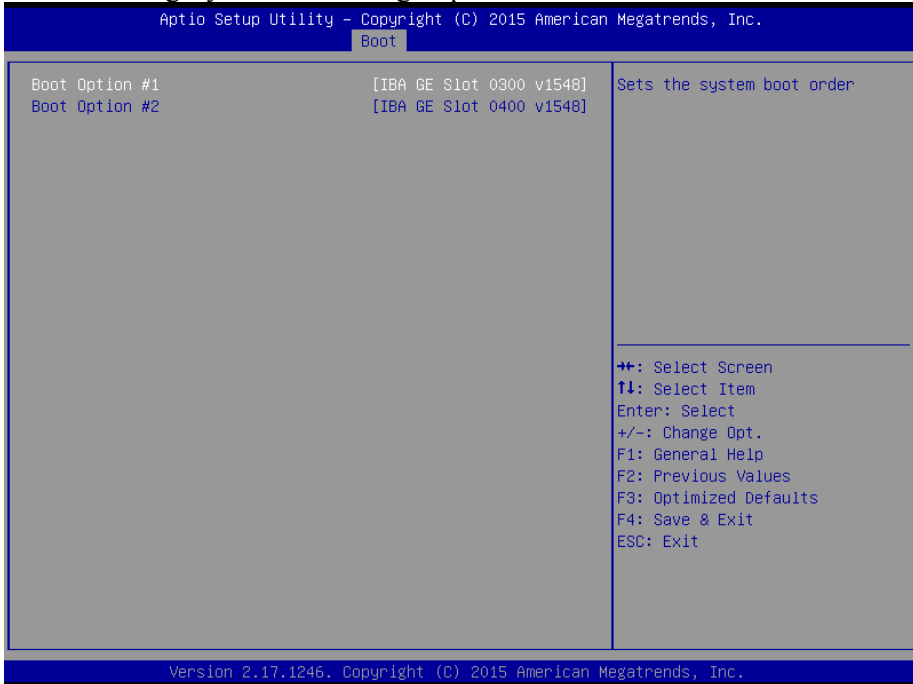 Aptio Setup Utility – Copyright (C) 2015 American Megatrends, Inc.
Boot
Boot Option #1 [IBA GE Slot 0300 v1548]
Boot Option #2 [IBA GE Slot 0400 v1548]
Sets the system boot order
→←: Select Screen
↑↓: Select Item
Enter: Select
+/-: Change Opt.
F1: General Help
F2: Previous Values
F3: Optimized Defaults
F4: Save & Exit
ESC: Exit
Version 2.17.1246. Copyright (C) 2015 American Megatrends, Inc.